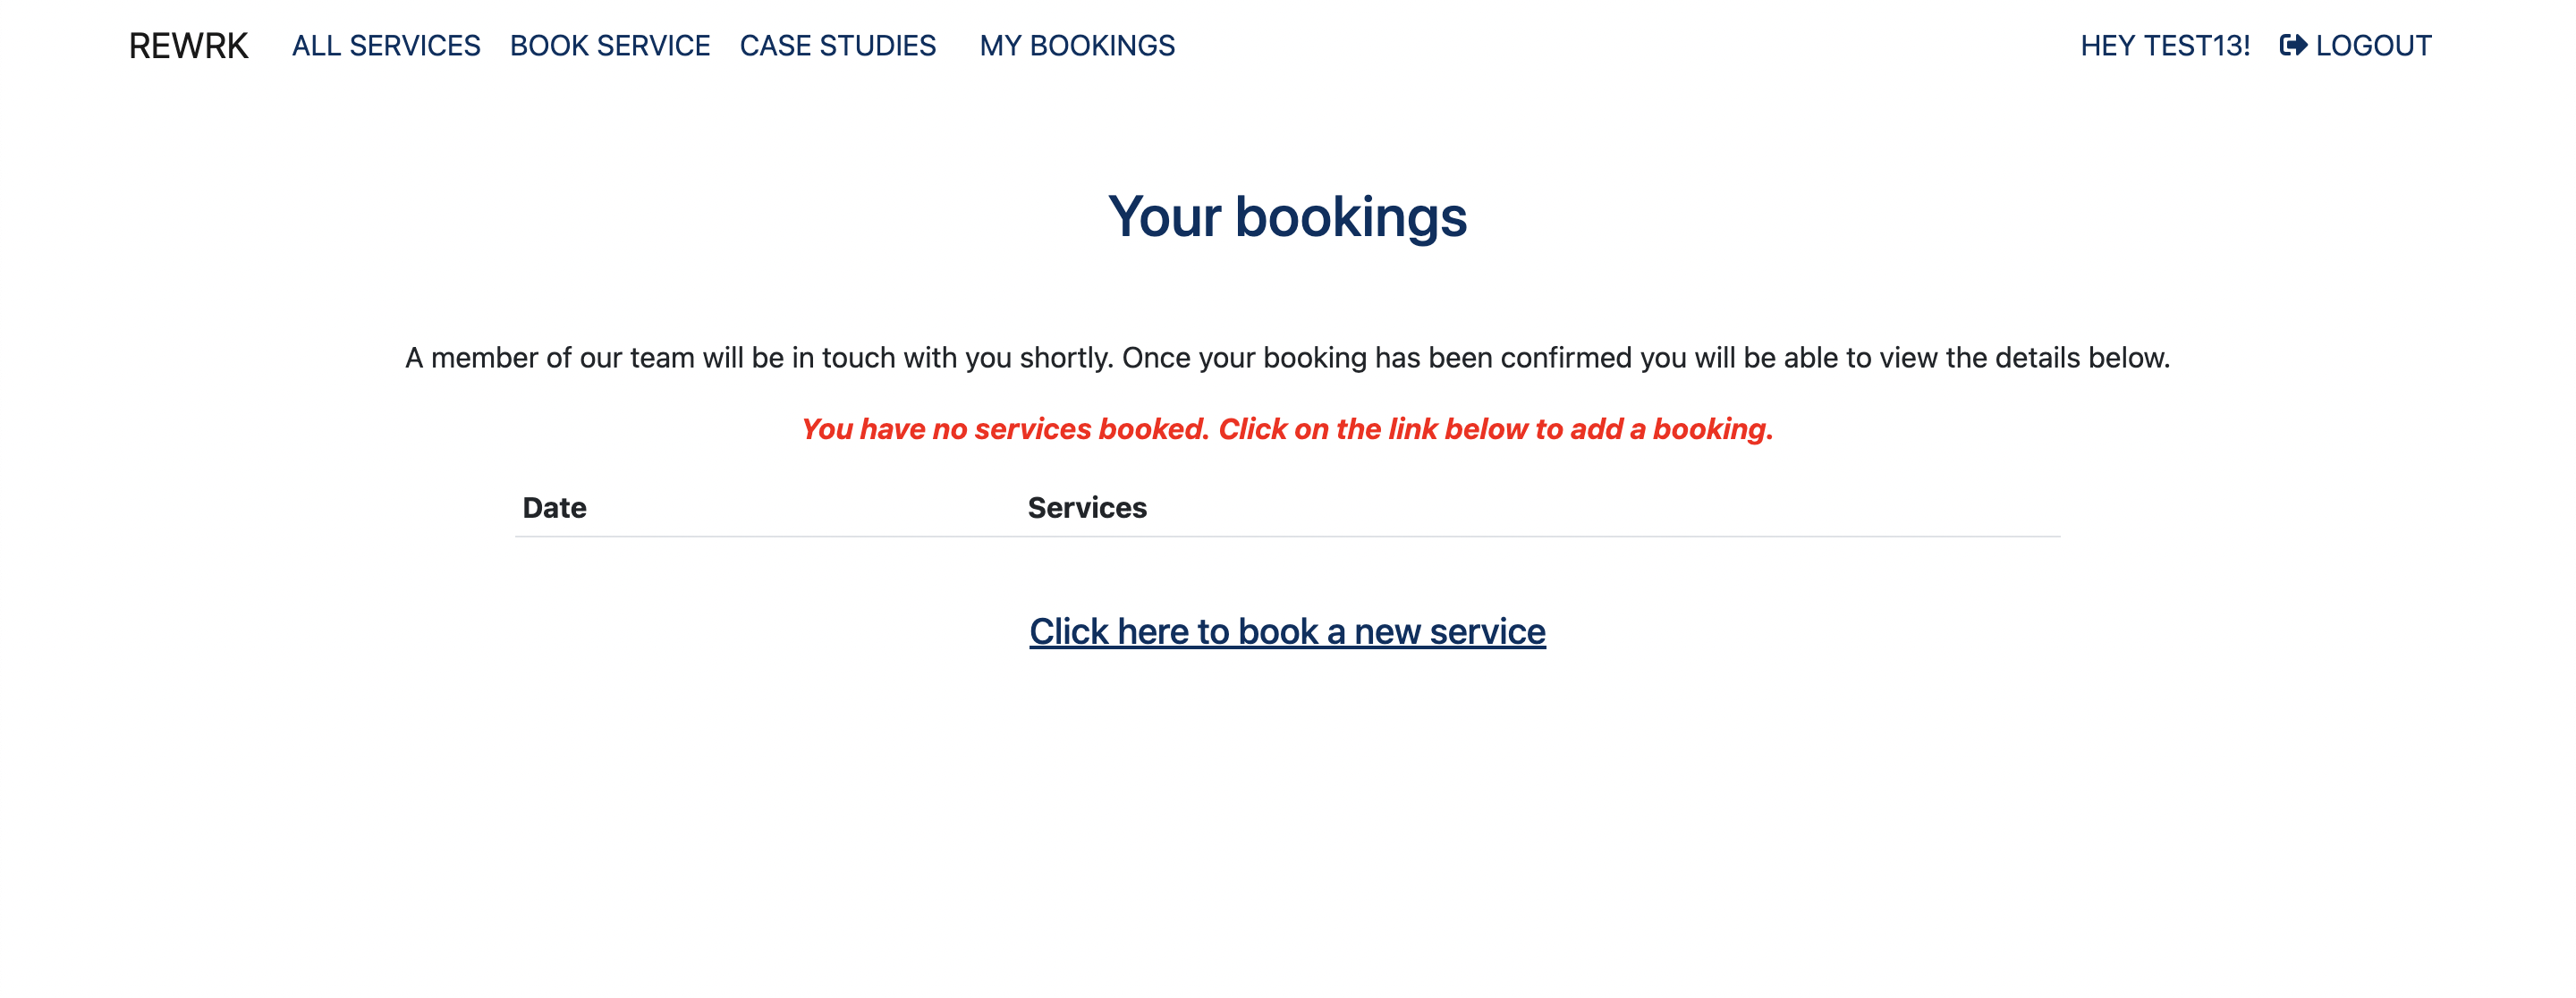 REWRK ALL SERVICES BOOK SERVICE CASE STUDIES MY BOOKINGS HEY TEST13! LOGOUT
Your bookings
A member of our team will be in touch with you shortly. Once your booking has been confirmed you will be able to view the details below.
You have no services booked. Click on the link below to add a booking.
Date Services
Click here to book a new service